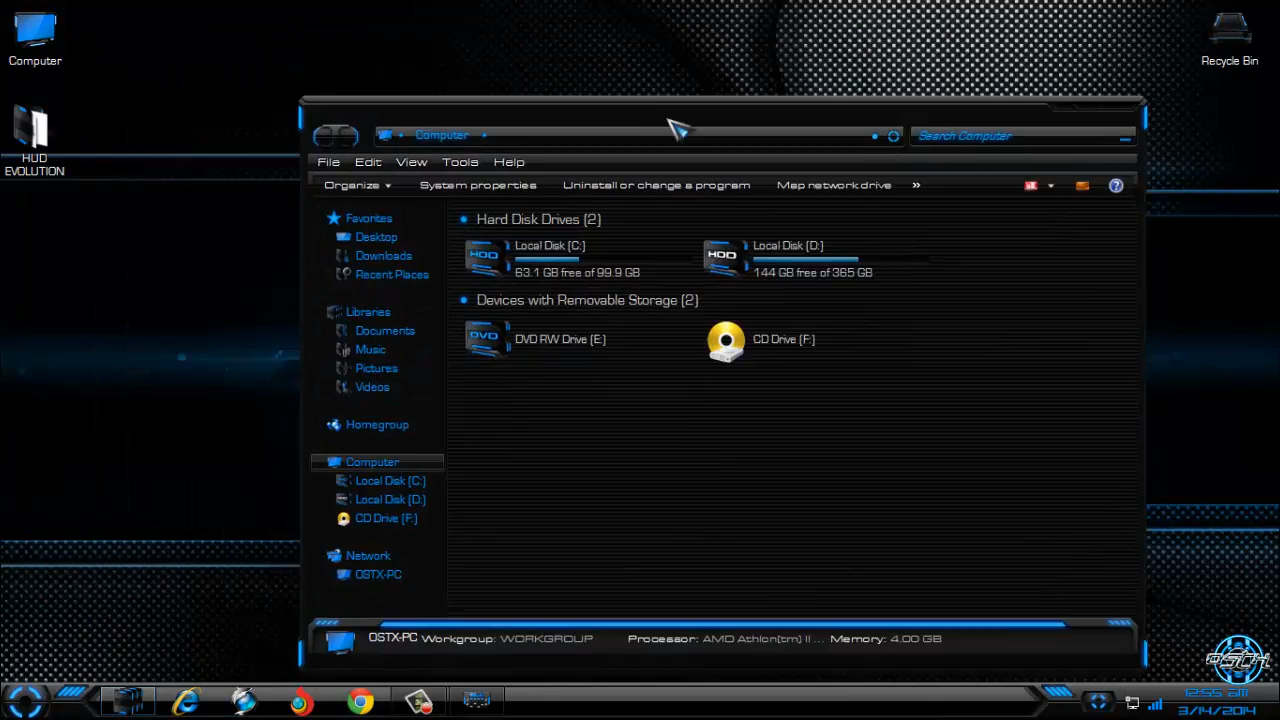 Computer
Recycle Bin
HUD
EVOLUTION
Computer
Search Computer
File Edit View Tools Help
Organize System properties Uninstall or change a program Map network drive »
Favorites
Desktop
Downloads
Recent Places
Libraries
Documents
Music
Pictures
Videos
Homegroup
Computer
Local Disk (C:)
Local Disk (D:)
CD Drive (F:)
Network
OSTX-PC
Hard Disk Drives (2)
HDD
Local Disk (C:)
63.1 GB free of 99.9 GB
HDD
Local Disk (D:)
144 GB free of 365 GB
Devices with Removable Storage (2)
DVD
DVD RW Drive (E:)
CD Drive (F:)
OSTX-PC Workgroup: WORKGROUP Processor: AMD Athlon(tm) II ... Memory: 4.00 GB
12:55 am
3/14/2014